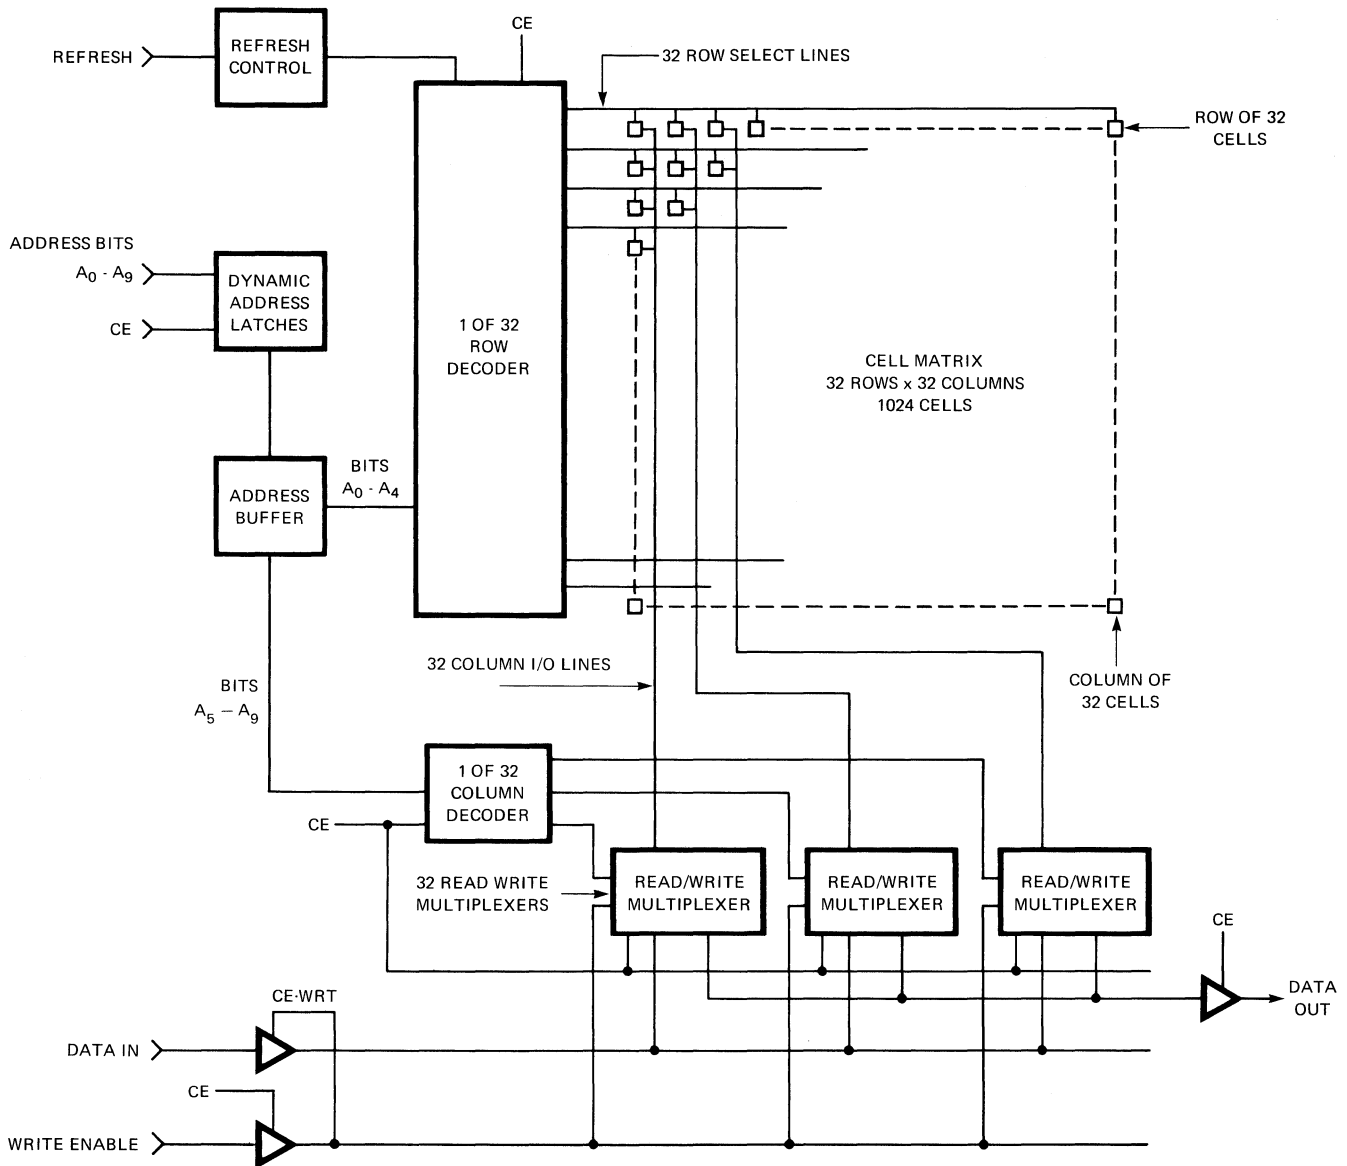 REFRESH
REFRESH
CONTROL
CE
32 ROW SELECT LINES
ROW OF 32
CELLS
ADDRESS BITS
A0 - A9
CE
DYNAMIC
ADDRESS
LATCHES
1 OF 32
ROW
DECODER
CELL MATRIX
32 ROWS x 32 COLUMNS
1024 CELLS
ADDRESS
BUFFER
BITS
A0 - A4
32 COLUMN I/O LINES
COLUMN OF
32 CELLS
BITS
A5 – A9
1 OF 32
COLUMN
DECODER
CE
32 READ WRITE
MULTIPLEXERS
READ/WRITE
MULTIPLEXER
READ/WRITE
MULTIPLEXER
READ/WRITE
MULTIPLEXER
CE
DATA
OUT
CE·WRT
DATA IN
CE
WRITE ENABLE